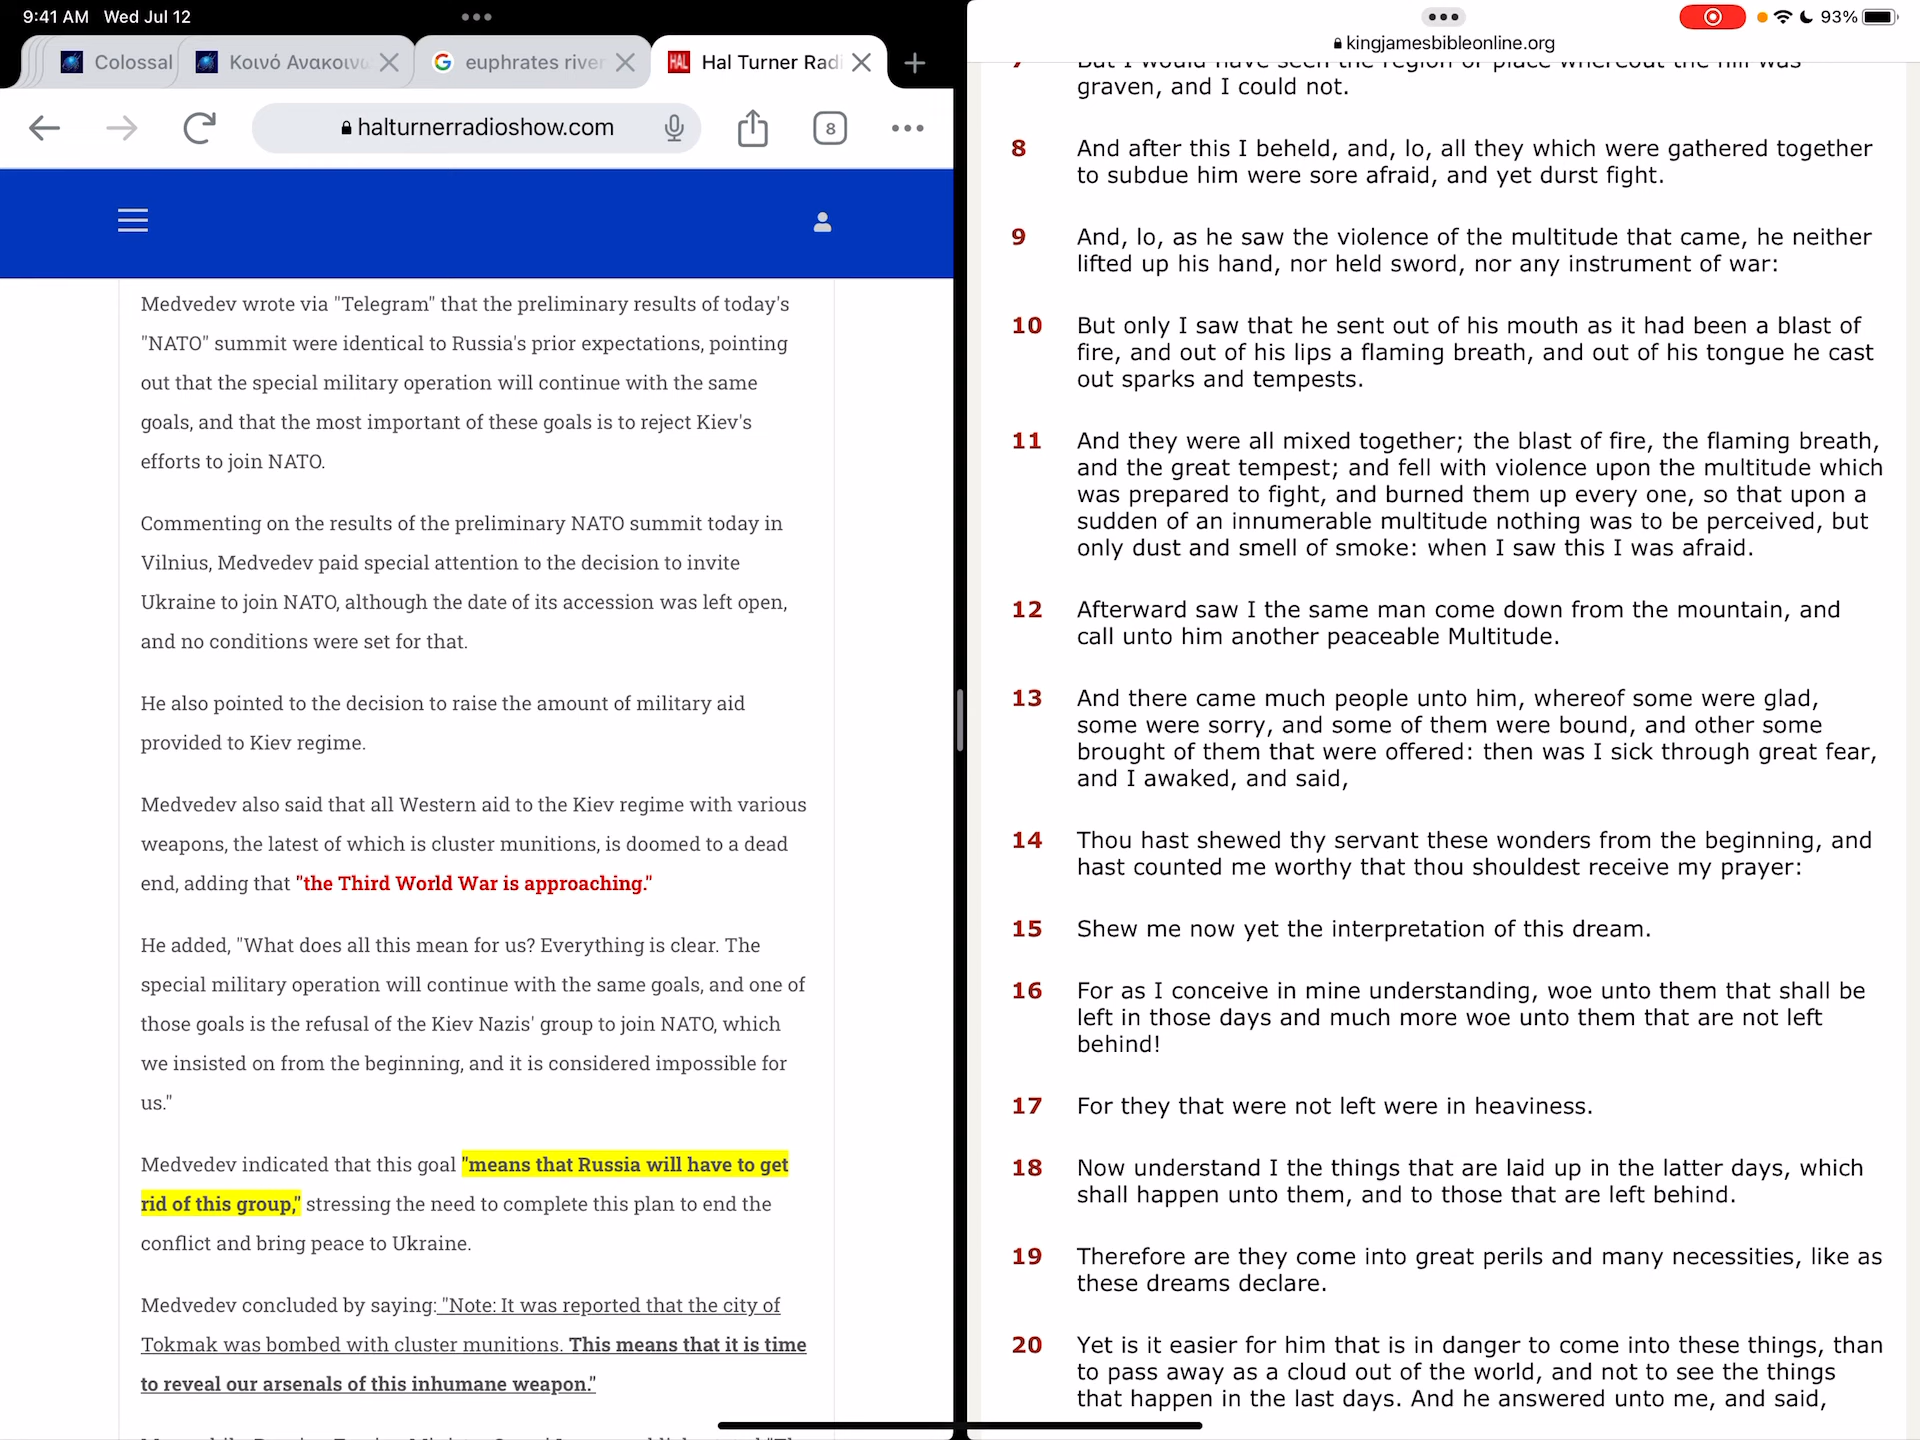 9:41 AM Wed Jul 12
93%
Colossal
Κοινό Ανακοινω
euphrates river
HAL
Hal Turner Radi
halturnerradioshow.com
8
Medvedev wrote via "Telegram" that the preliminary results of today's
"NATO" summit were identical to Russia's prior expectations, pointing
out that the special military operation will continue with the same
goals, and that the most important of these goals is to reject Kiev's
efforts to join NATO.
Commenting on the results of the preliminary NATO summit today in
Vilnius, Medvedev paid special attention to the decision to invite
Ukraine to join NATO, although the date of its accession was left open,
and no conditions were set for that.
He also pointed to the decision to raise the amount of military aid
provided to Kiev regime.
Medvedev also said that all Western aid to the Kiev regime with various
weapons, the latest of which is cluster munitions, is doomed to a dead
end, adding that "the Third World War is approaching."
He added, "What does all this mean for us? Everything is clear. The
special military operation will continue with the same goals, and one of
those goals is the refusal of the Kiev Nazis' group to join NATO, which
we insisted on from the beginning, and it is considered impossible for
us."
Medvedev indicated that this goal "means that Russia will have to get
rid of this group," stressing the need to complete this plan to end the
conflict and bring peace to Ukraine.
Medvedev concluded by saying: "Note: It was reported that the city of
Tokmak was bombed with cluster munitions. This means that it is time
to reveal our arsenals of this inhumane weapon."
kingjamesbibleonline.org
7 But I would have seen the region or place whereout the hill was
graven, and I could not.
8 And after this I beheld, and, lo, all they which were gathered together
to subdue him were sore afraid, and yet durst fight.
9 And, lo, as he saw the violence of the multitude that came, he neither
lifted up his hand, nor held sword, nor any instrument of war:
10 But only I saw that he sent out of his mouth as it had been a blast of
fire, and out of his lips a flaming breath, and out of his tongue he cast
out sparks and tempests.
11 And they were all mixed together; the blast of fire, the flaming breath,
and the great tempest; and fell with violence upon the multitude which
was prepared to fight, and burned them up every one, so that upon a
sudden of an innumerable multitude nothing was to be perceived, but
only dust and smell of smoke: when I saw this I was afraid.
12 Afterward saw I the same man come down from the mountain, and
call unto him another peaceable Multitude.
13 And there came much people unto him, whereof some were glad,
some were sorry, and some of them were bound, and other some
brought of them that were offered: then was I sick through great fear,
and I awaked, and said,
14 Thou hast shewed thy servant these wonders from the beginning, and
hast counted me worthy that thou shouldest receive my prayer:
15 Shew me now yet the interpretation of this dream.
16 For as I conceive in mine understanding, woe unto them that shall be
left in those days and much more woe unto them that are not left
behind!
17 For they that were not left were in heaviness.
18 Now understand I the things that are laid up in the latter days, which
shall happen unto them, and to those that are left behind.
19 Therefore are they come into great perils and many necessities, like as
these dreams declare.
20 Yet is it easier for him that is in danger to come into these things, than
to pass away as a cloud out of the world, and not to see the things
that happen in the last days. And he answered unto me, and said,